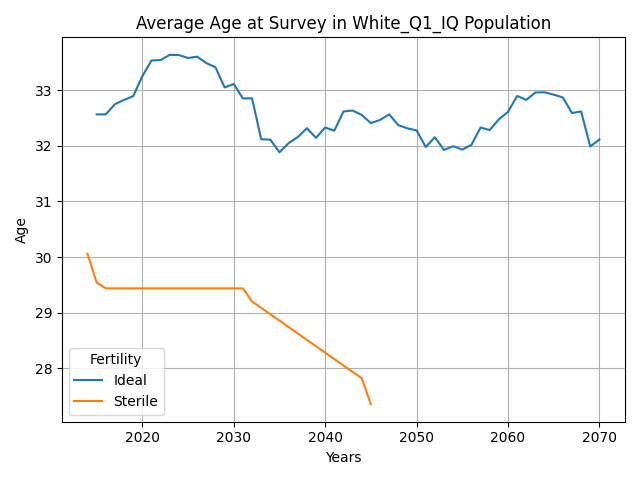 Average Age at Survey in White_Q1_IQ Population
Age
33
32
31
30
29
28
Fertility
Ideal
Sterile
2020 2030 2040 2050 2060 2070
Years